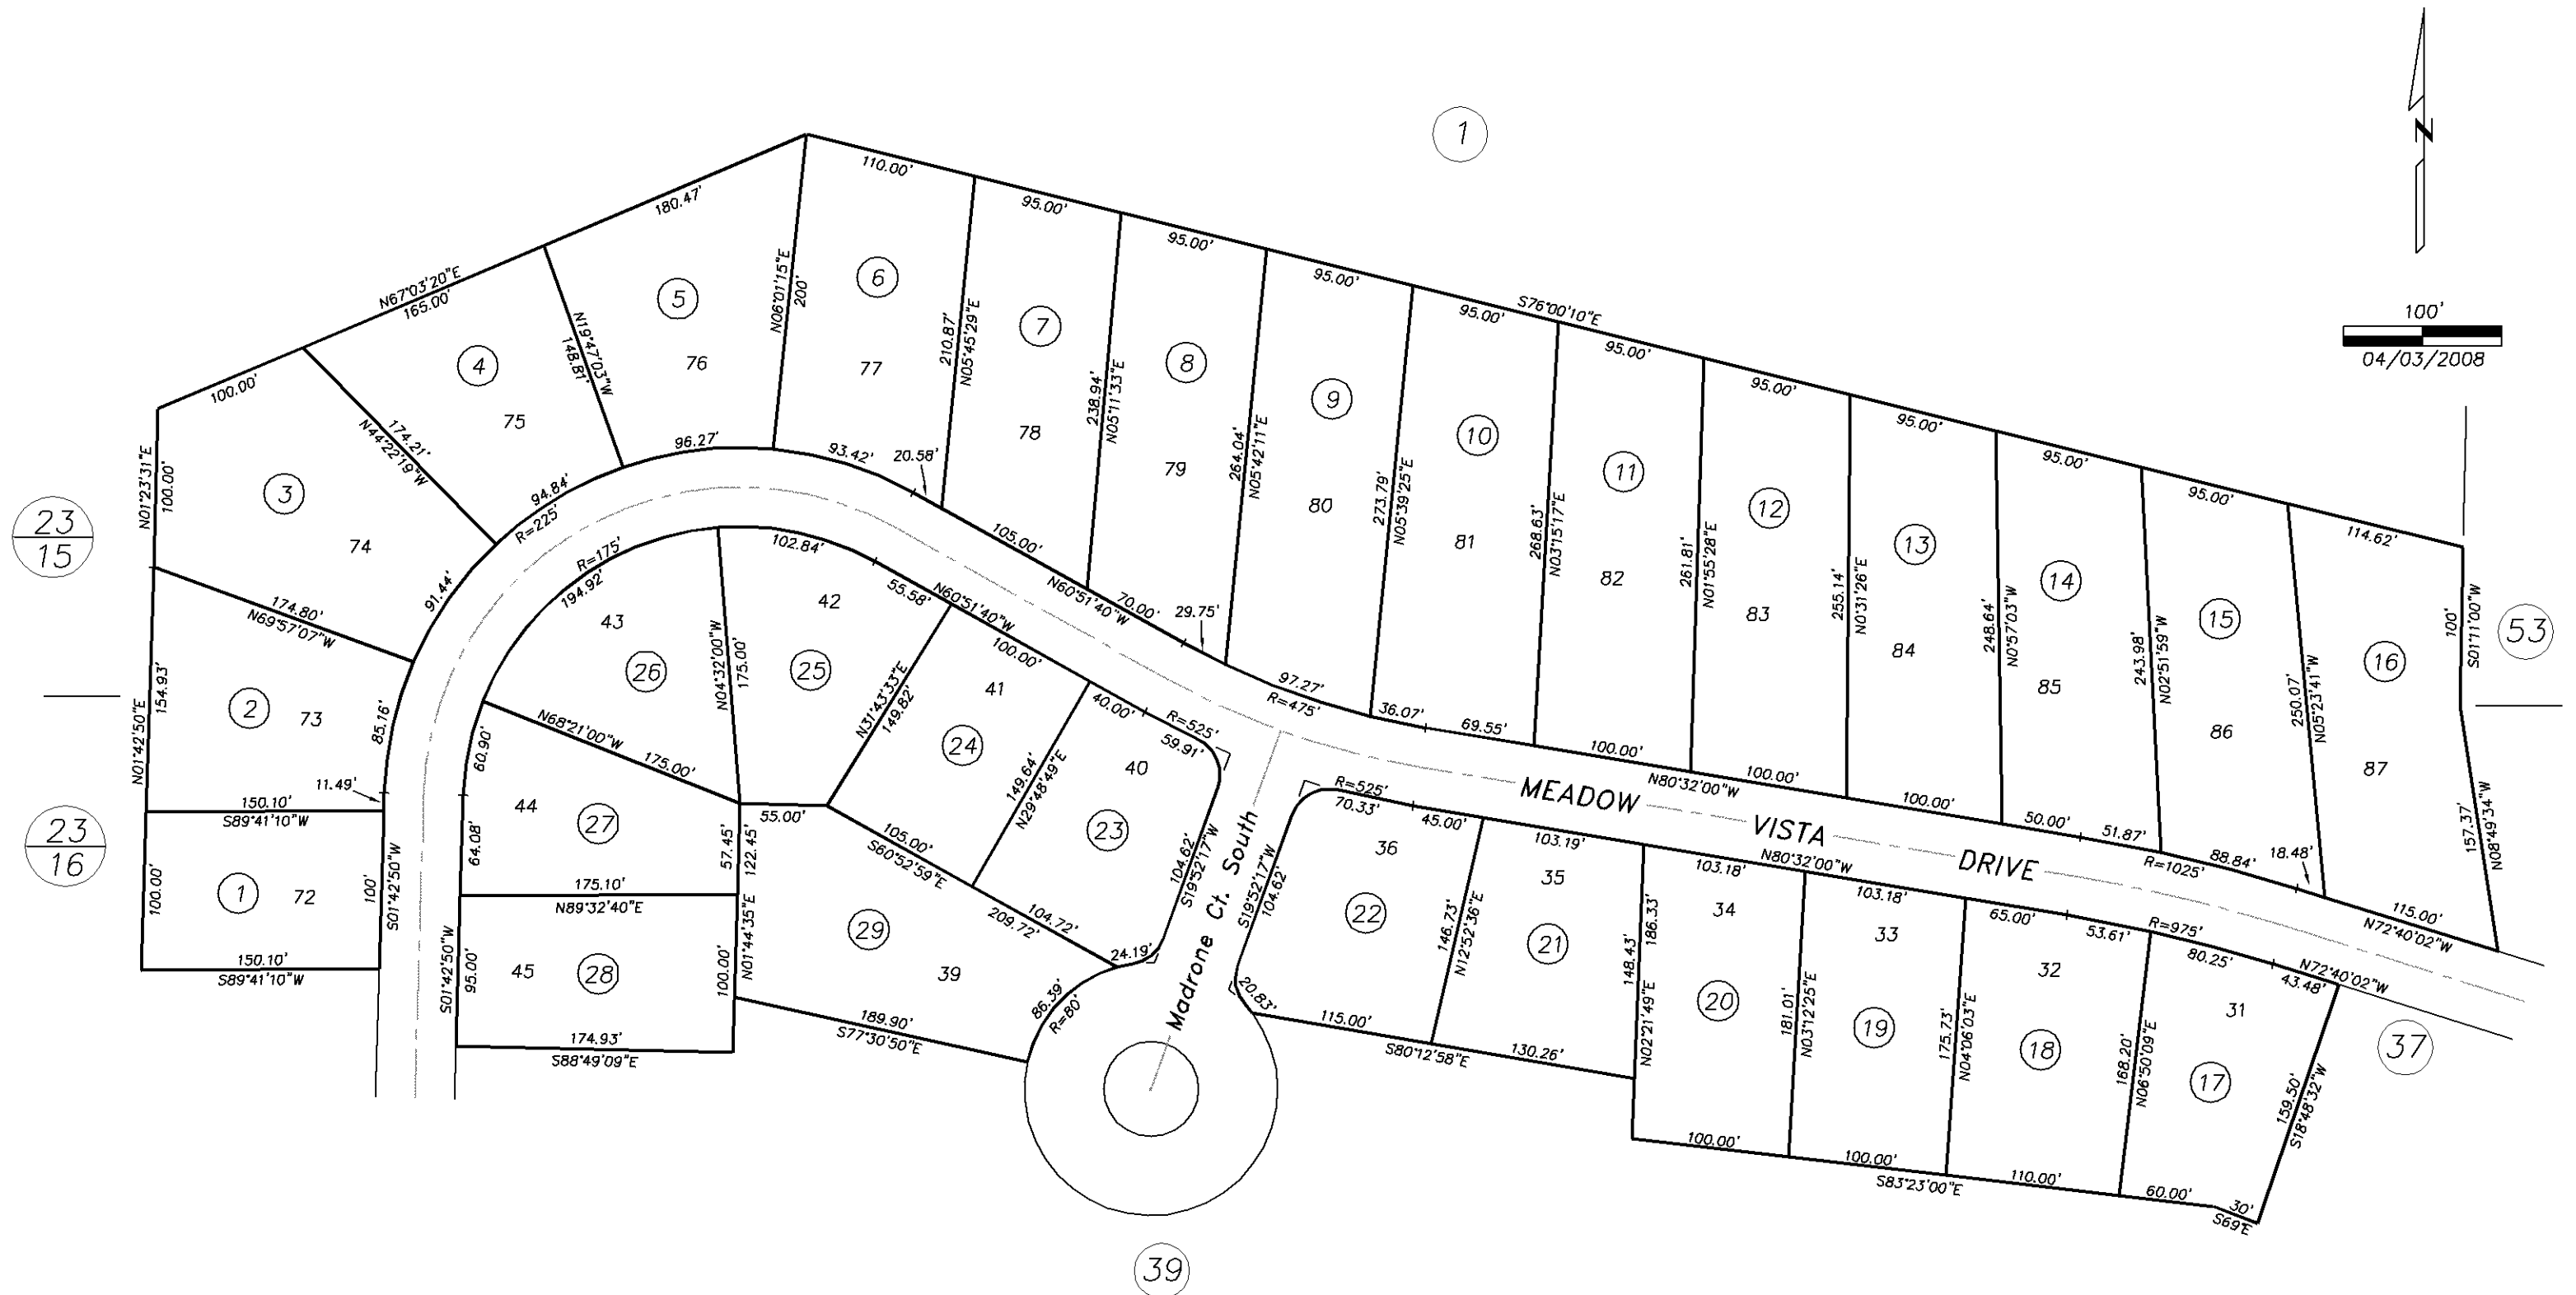 1
N
100'
04/03/2008
110.00'
95.00'
95.00'
95.00'
95.00'
S76°00'10"E
95.00'
95.00'
95.00'
95.00'
95.00'
114.62'
180.47'
N67°03'20"E
165.00'
100.00'
N01°23'31"E
100.00'
3
74
N44°22'19"W
174.21'
4
75
N19°47'03"W
148.81'
5
76
N06°01'15"E
200'
6
77
210.87'
N05°45'29"E
7
78
238.94'
N05°11'33"E
8
79
264.04'
N05°42'11"E
9
80
273.79'
N05°39'25"E
10
81
268.63'
N03°15'17"E
11
82
261.81'
N01°55'28"E
12
83
255.14'
N01°31'26"E
13
84
248.64'
N0°57'03"W
14
85
243.98'
N02°51'59"W
15
86
250.07'
N05°23'41"W
16
87
100'
S01°11'00"W
157.37'
N08°49'34"W
53
23
15
23
16
174.80'
N69°57'07"W
N01°42'50"E
154.93'
2
73
85.16'
11.49'
150.10'
S89°41'10"W
100.00'
1
72
100'
S01°42'50"W
150.10'
S89°41'10"W
91.44'
94.84'
R=225'
96.27'
93.42'
20.58'
105.00'
N60°51'40"W
70.00'
29.75'
97.27'
R=475'
36.07'
69.55'
100.00'
N80°32'00"W
100.00'
100.00'
50.00'
51.87'
R=1025'
88.84'
18.48'
115.00'
N72°40'02"W
MEADOW VISTA DRIVE
R=175'
194.92'
102.84'
55.58'
N60°51'40"W
100.00'
40.00'
R=525'
59.91'
43
26
N04°32'00"W
175.00'
42
25
N31°43'33"E
149.82'
41
24
149.64'
N29°48'49"E
40
23
104.62'
S19°52'17"W
Madrone Ct. South
60.90'
N68°21'00"W
175.00'
44
27
64.08'
57.45'
122.45'
55.00'
105.00'
S60°52'59"E
104.72'
209.72'
24.19'
175.10'
N89°32'40"E
S01°42'50"W
95.00'
45
28
100.00'
N01°44'35"E
174.93'
S88°49'09"E
29
39
189.90'
S77°30'50"E
86.39'
R=80'
R=525'
70.33'
45.00'
S19°52'17"W
104.62'
20.83'
36
22
146.73'
N12°52'36"E
115.00'
S80°12'58"E
130.26'
103.19'
35
21
148.43'
186.33'
N02°21'49"E
103.18'
N80°32'00"W
34
20
181.01'
N03°12'25"E
103.18'
33
19
175.73'
N04°06'03"E
65.00'
53.61'
R=975'
32
18
168.20'
N06°50'09"E
80.25'
N72°40'02"W
43.48'
31
17
159.50'
S18°48'32"W
37
100.00'
100.00'
S83°23'00"E
110.00'
60.00'
30'
S69°E
39